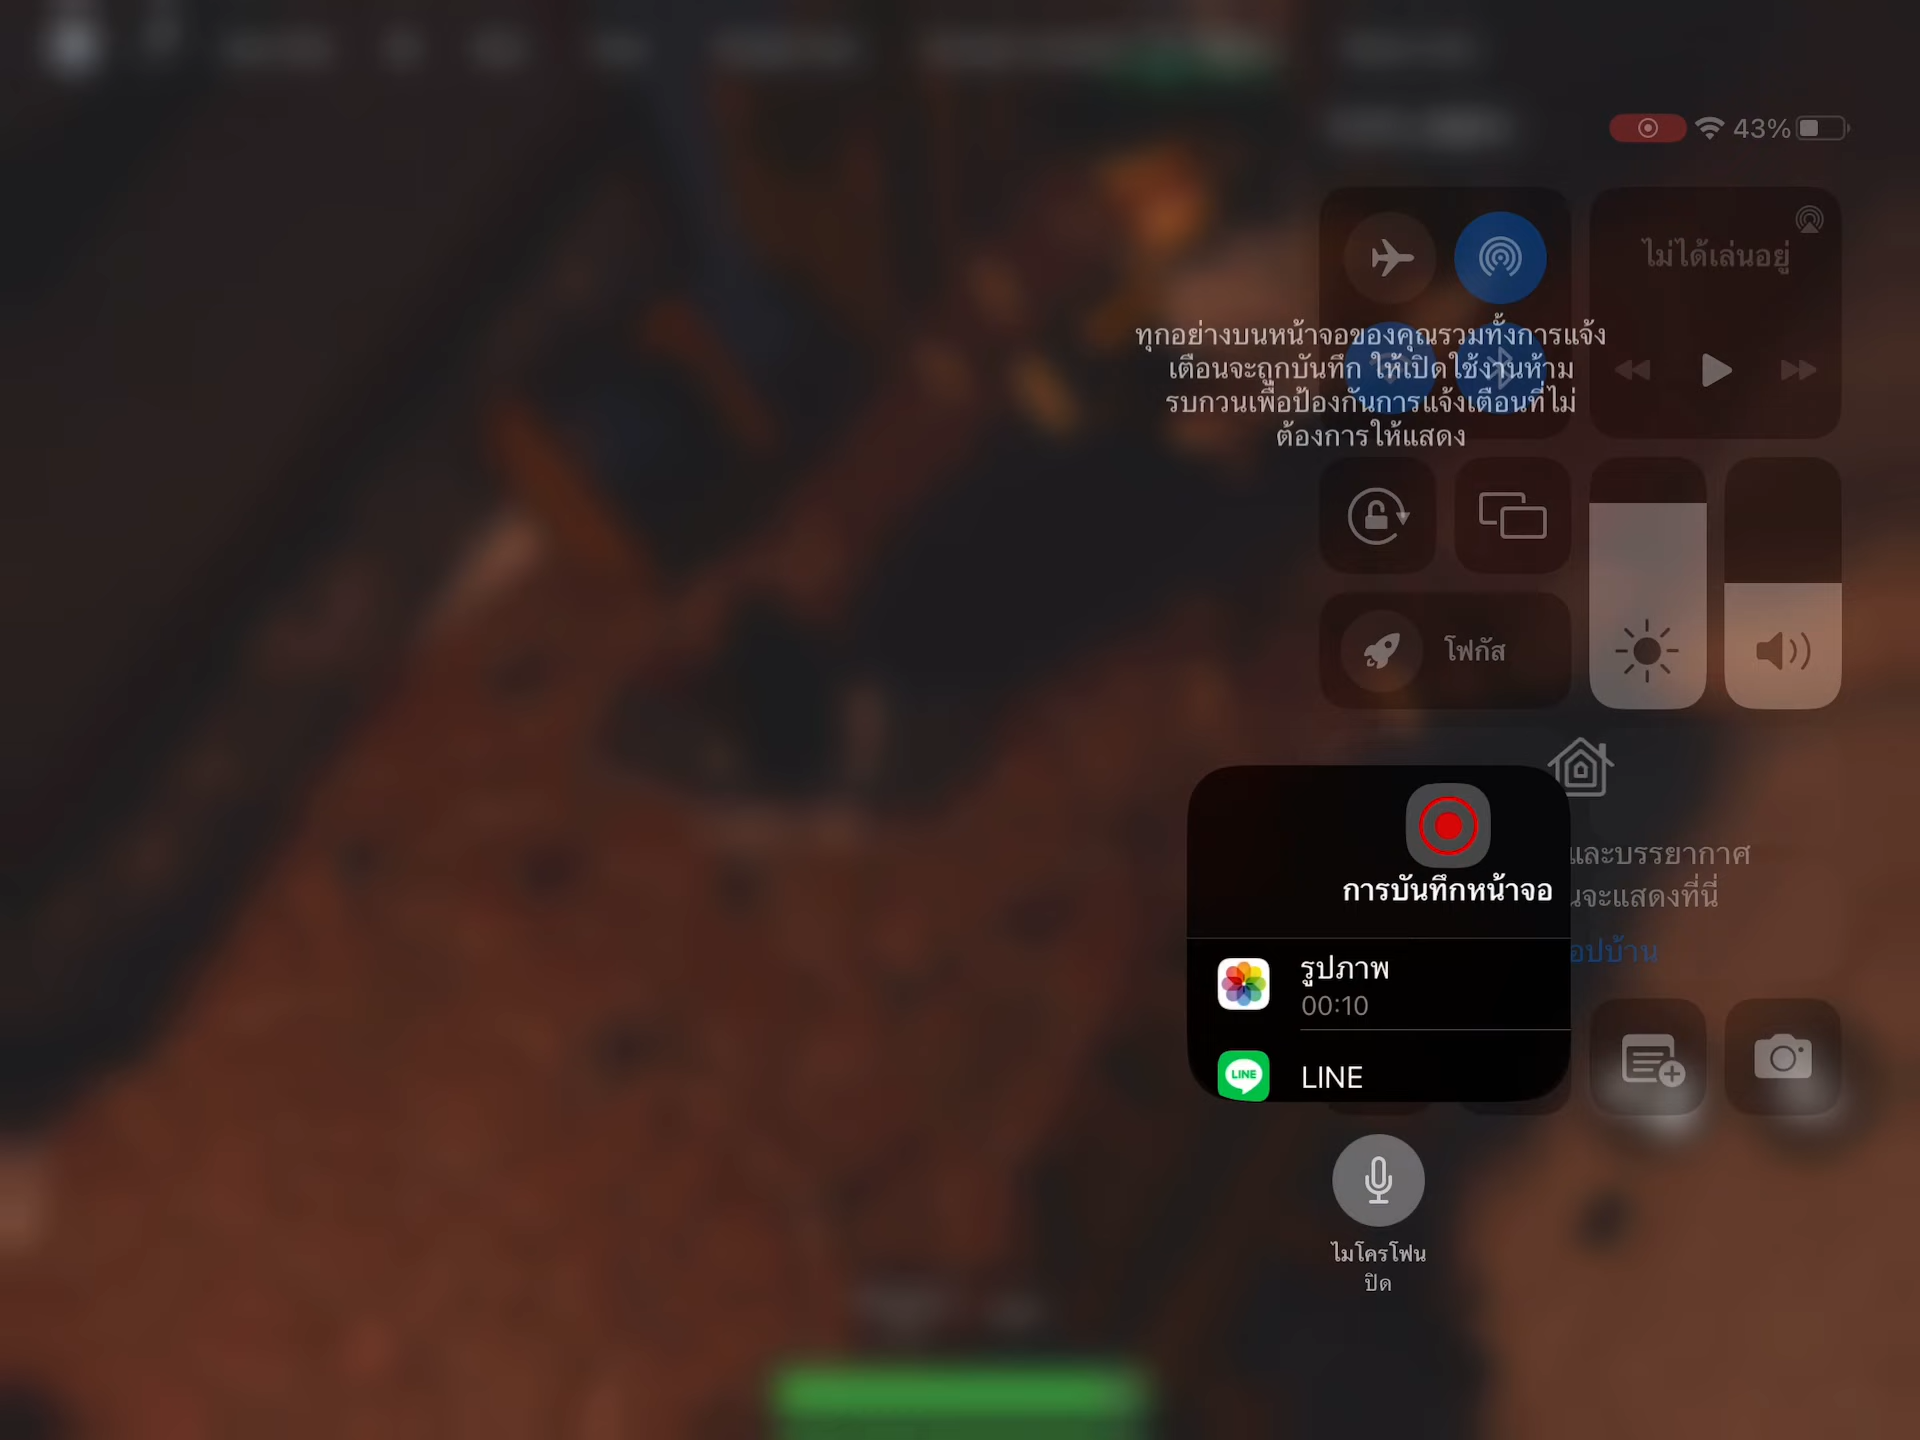 43%
ไม่ได้เล่นอยู่
ทุกอย่างบนหน้าจอของคุณรวมทั้งการแจ้ง
เตือนจะถูกบันทึก ให้เปิดใช้งานห้าม
รบกวนเพื่อป้องกันการแจ้งเตือนที่ไม่
ต้องการให้แสดง
โฟกัส
และบรรยากาศ
นจะแสดงที่นี่
อปบ้าน
การบันทึกหน้าจอ
รูปภาพ
00:10
LINE
LINE
ไมโครโฟน
ปิด